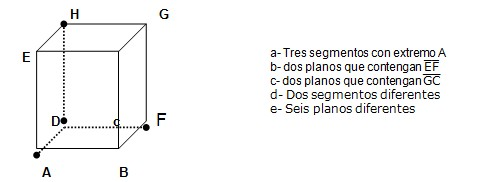 H
G
E
a- Tres segmentos con extremo A
b- dos planos que contengan EF
c- dos planos que contengan GC
d- Dos segmentos diferentes
e- Seis planos diferentes
D
c
F
A
B